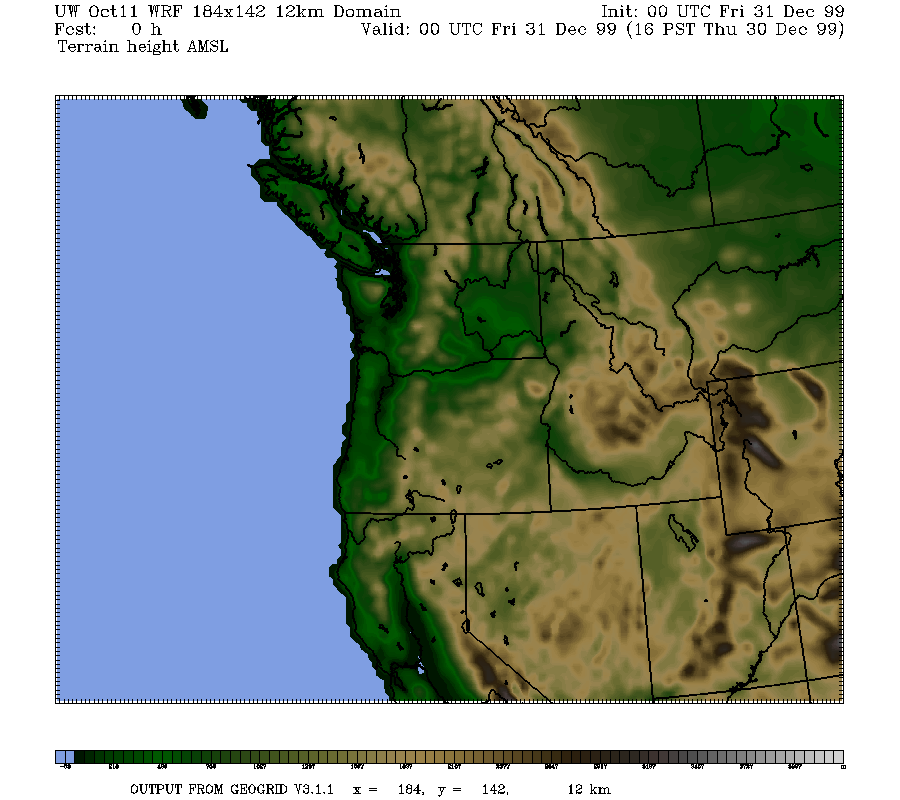 UW Oct11 WRF 184x142 12km Domain Init: 00 UTC Fri 31 Dec 99
Fcst: 0 h Valid: 00 UTC Fri 31 Dec 99 (16 PST Thu 30 Dec 99)
Terrain height AMSL
OUTPUT FROM GEOGRID V3.1.1 x = 184, y = 142, 12 km